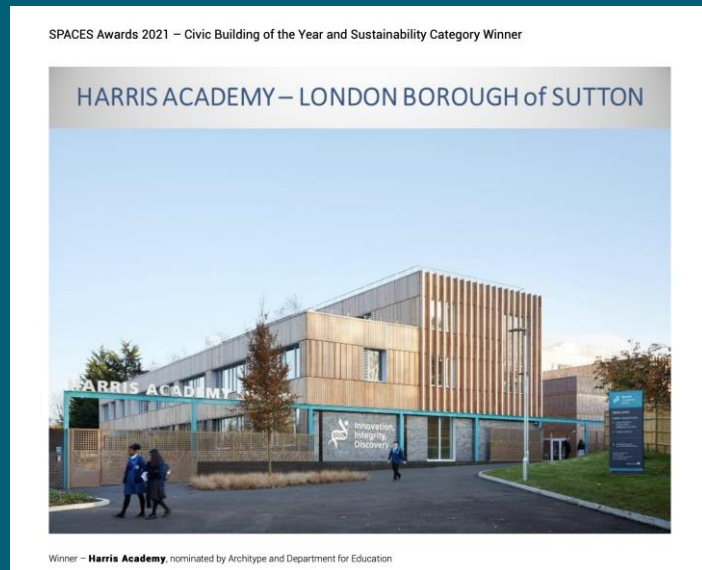 SPACES Awards 2021 – Civic Building of the Year and Sustainability Category Winner
HARRIS ACADEMY – LONDON BOROUGH of SUTTON
HARRIS ACADEMY
Innovation,
Integrity,
Discovery
Winner – Harris Academy, nominated by Architype and Department for Education